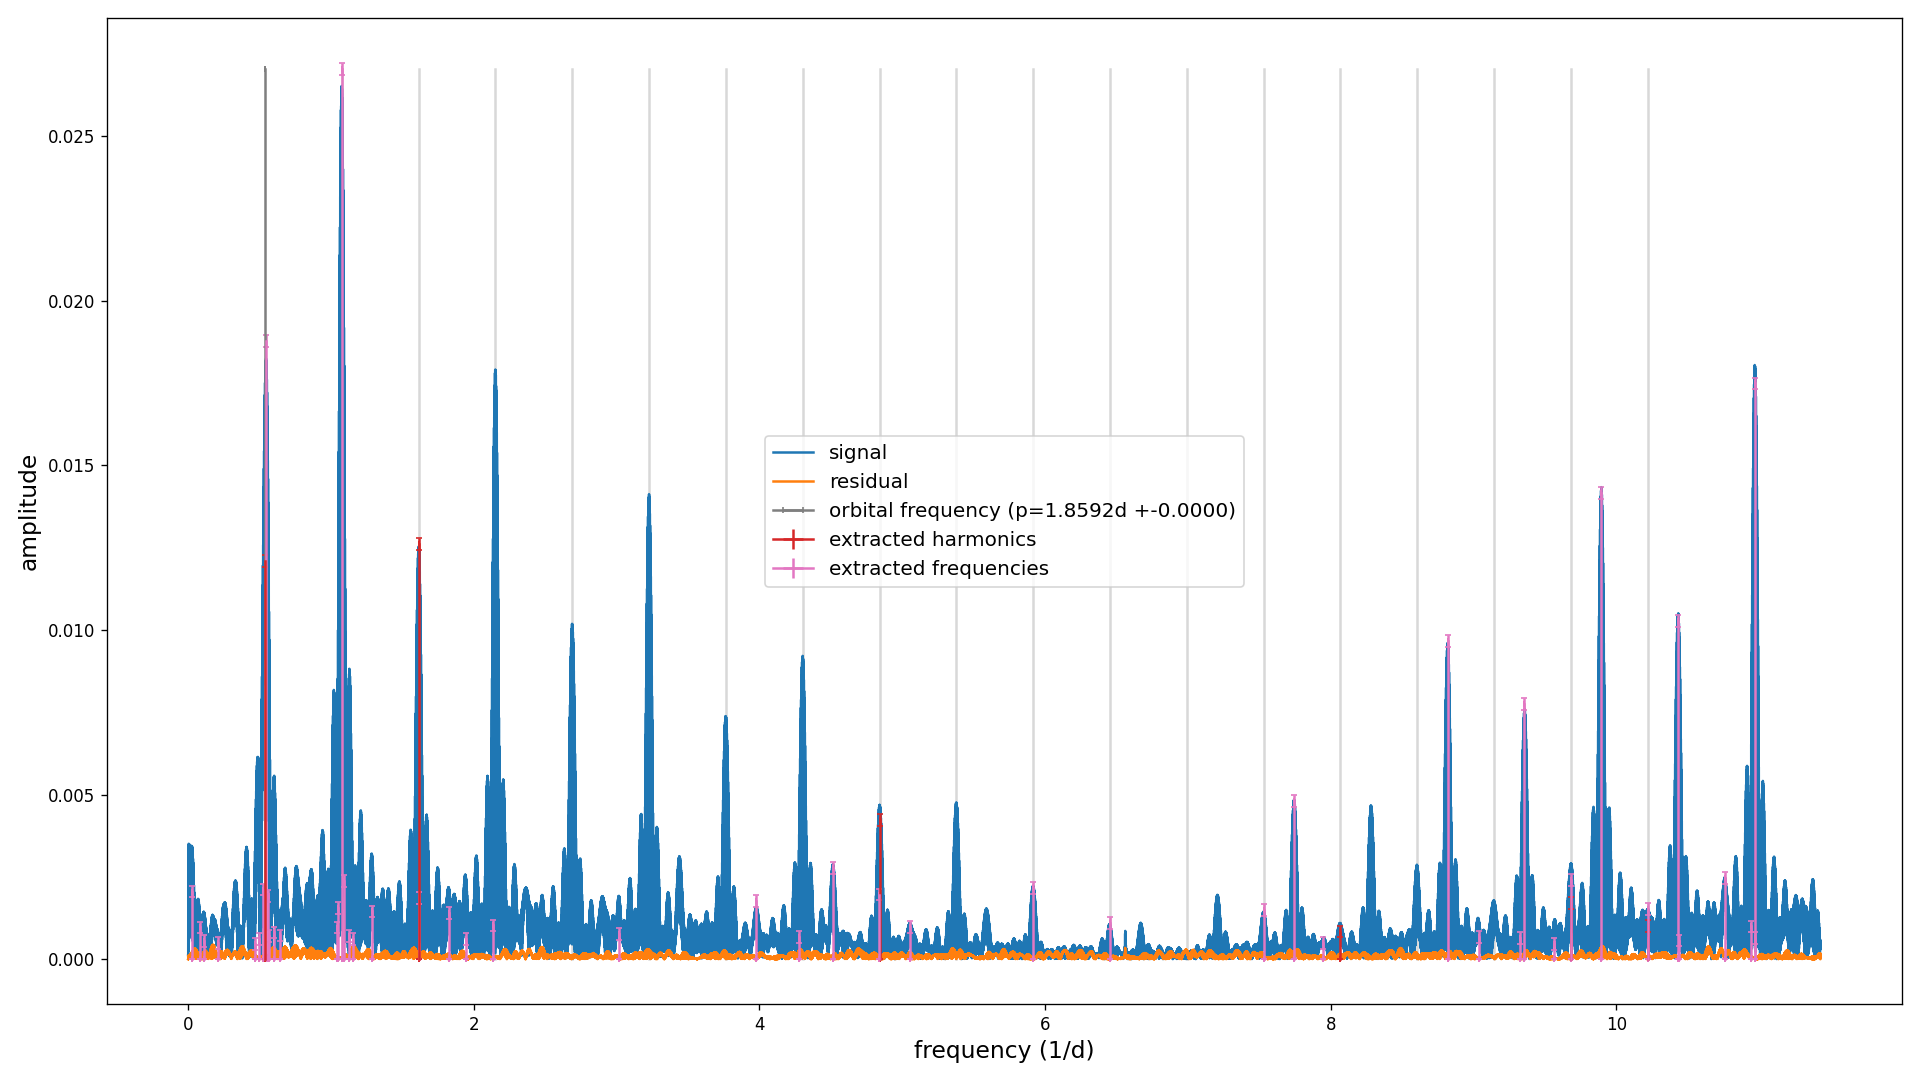 0.025
0.020
0.015
0.010
0.005
0.000
amplitude
signal
residual
orbital frequency (p=1.8592d +-0.0000)
extracted harmonics
extracted frequencies
0 2 4 6 8 10
frequency (1/d)